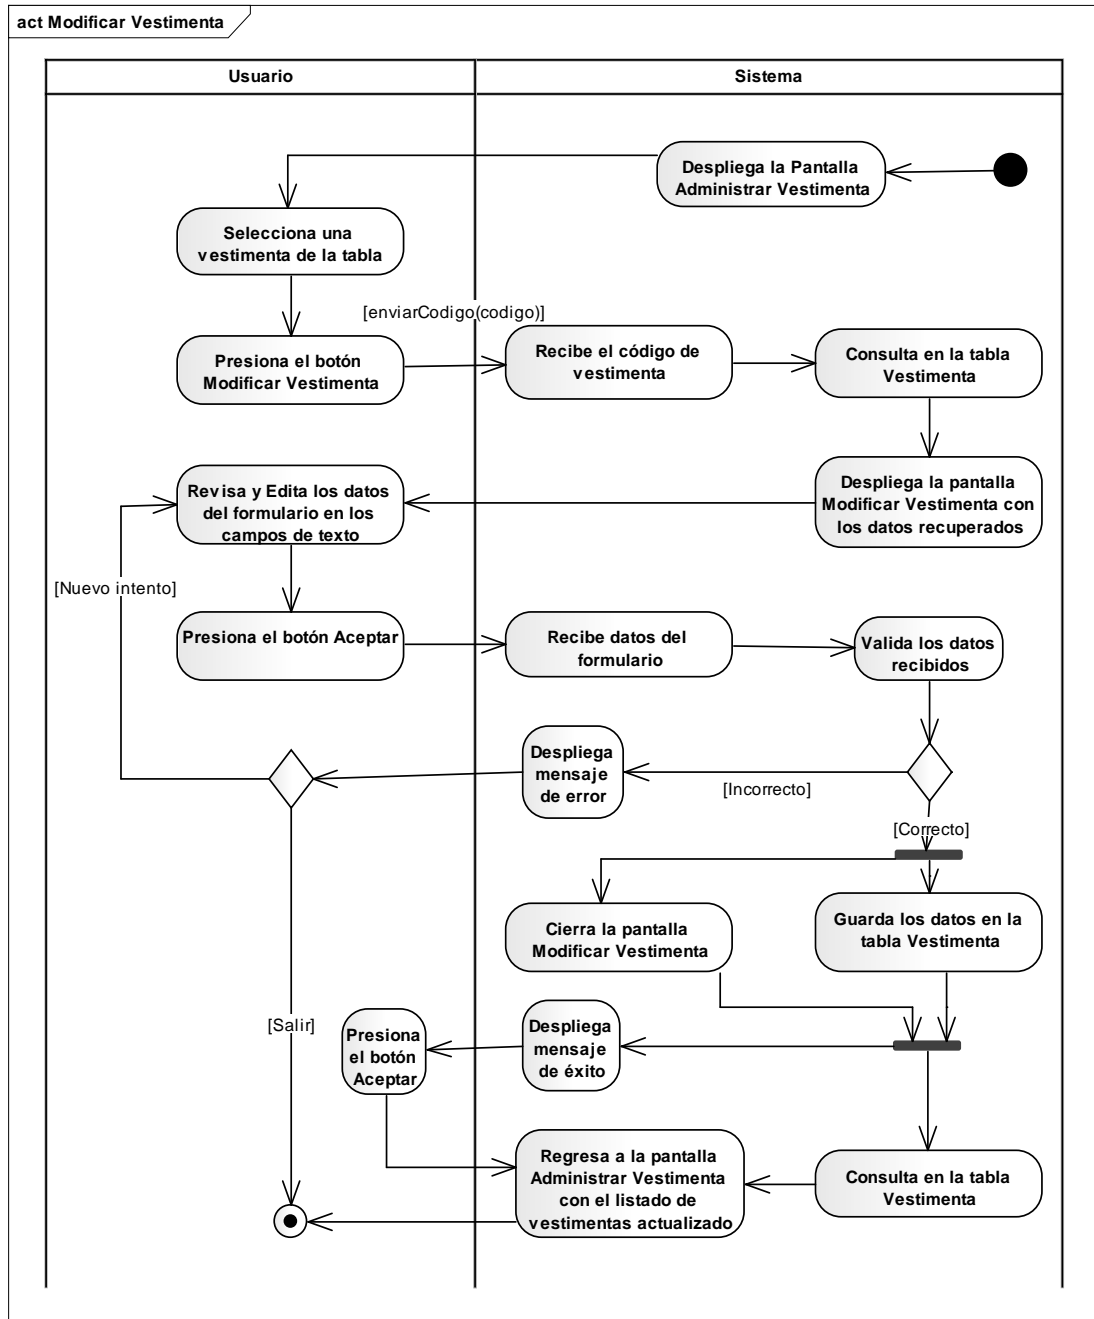 act Modificar Vestimenta
Usuario
Sistema
Despliega la Pantalla
Administrar Vestimenta
Selecciona una
vestimenta de la tabla
[enviarCodigo(codigo)]
Presiona el botón
Modificar Vestimenta
Recibe el código de
vestimenta
Consulta en la tabla
Vestimenta
Despliega la pantalla
Modificar Vestimenta con
los datos recuperados
Revisa y Edita los datos
del formulario en los
campos de texto
[Nuevo intento]
Presiona el botón Aceptar
Recibe datos del
formulario
Valida los datos
recibidos
Despliega
mensaje
de error
[Incorrecto]
[Correcto]
Cierra la pantalla
Modificar Vestimenta
Guarda los datos en la
tabla Vestimenta
[Salir]
Presiona
el botón
Aceptar
Despliega
mensaje
de éxito
Regresa a la pantalla
Administrar Vestimenta
con el listado de
vestimentas actualizado
Consulta en la tabla
Vestimenta